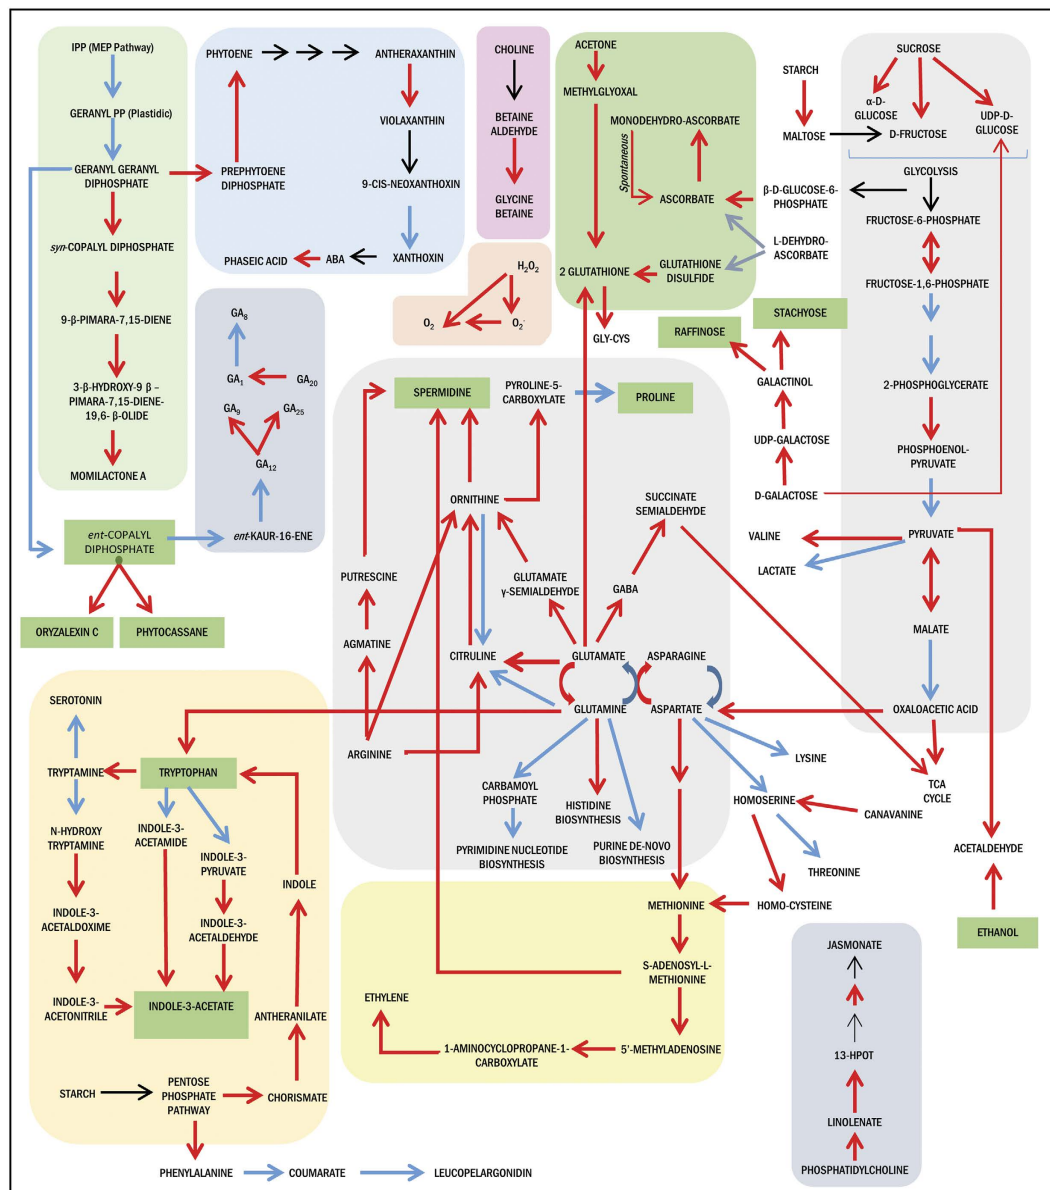 IPP (MEP Pathway)
GERANYL PP (Plastidic)
GERANYL GERANYL
DIPHOSPHATE
syn-COPALYL DIPHOSPHATE
9-β-PIMARA-7,15-DIENE
3-β-HYDROXY-9 β –
PIMARA-7,15-DIENE-
19,6- β-OLIDE
MOMILACTONE A
PHYTOENE
ANTHERAXANTHIN
VIOLAXANTHIN
9-CIS-NEOXANTHOXIN
XANTHOXIN
ABA
PHASEIC ACID
PREPHYTOENE
DIPHOSPHATE
CHOLINE
BETAINE
ALDEHYDE
GLYCINE
BETAINE
H2O2
O2
O2-
ACETONE
METHYLGLYOXAL
MONODEHYDRO-ASCORBATE
Spontaneous
ASCORBATE
2 GLUTATHIONE
GLUTATHIONE
DISULFIDE
GLY-CYS
β-D-GLUCOSE-6-
PHOSPHATE
L-DEHYDRO-
ASCORBATE
STARCH
MALTOSE
SUCROSE
α-D-
GLUCOSE
D-FRUCTOSE
UDP-D-
GLUCOSE
GLYCOLYSIS
FRUCTOSE-6-PHOSPHATE
FRUCTOSE-1,6-PHOSPHATE
2-PHOSPHOGLYCERATE
PHOSPHOENOL-
PYRUVATE
PYRUVATE
MALATE
OXALOACETIC ACID
RAFFINOSE
STACHYOSE
GALACTINOL
UDP-GALACTOSE
D-GALACTOSE
VALINE
LACTATE
GA8
GA1
GA20
GA9
GA25
GA12
ent-KAUR-16-ENE
ent-COPALYL
DIPHOSPHATE
ORYZALEXIN C
PHYTOCASSANE
SPERMIDINE
PYROLINE-5-
CARBOXYLATE
PROLINE
ORNITHINE
SUCCINATE
SEMIALDEHYDE
PUTRESCINE
GLUTAMATE
γ-SEMIALDEHYDE
GABA
AGMATINE
CITRULINE
GLUTAMATE
ASPARAGINE
GLUTAMINE
ASPARTATE
ARGININE
CARBAMOYL
PHOSPHATE
HISTIDINE
BIOSYNTHESIS
PYRIMIDINE NUCLEOTIDE
BIOSYNTHESIS
PURINE DE-NOVO
BIOSYNTHESIS
LYSINE
HOMOSERINE
CANAVANINE
TCA
CYCLE
THREONINE
HOMO-CYSTEINE
ACETALDEHYDE
ETHANOL
SEROTONIN
TRYPTAMINE
TRYPTOPHAN
N-HYDROXY
TRYPTAMINE
INDOLE-3-
ACETAMIDE
INDOLE-3-
PYRUVATE
INDOLE
INDOLE-3-
ACETALDOXIME
INDOLE-3-
ACETALDEHYDE
INDOLE-3-
ACETONITRILE
INDOLE-3-ACETATE
ANTHERANILATE
STARCH
PENTOSE
PHOSPHATE
PATHWAY
CHORISMATE
PHENYLALANINE
COUMARATE
LEUCOPELARGONIDIN
METHIONINE
S-ADENOSYL-L-
METHIONINE
5'-METHYLADENOSINE
1-AMINOCYCLOPROPANE-1-
CARBOXYLATE
ETHYLENE
JASMONATE
13-HPOT
LINOLENATE
PHOSPHATIDYLCHOLINE